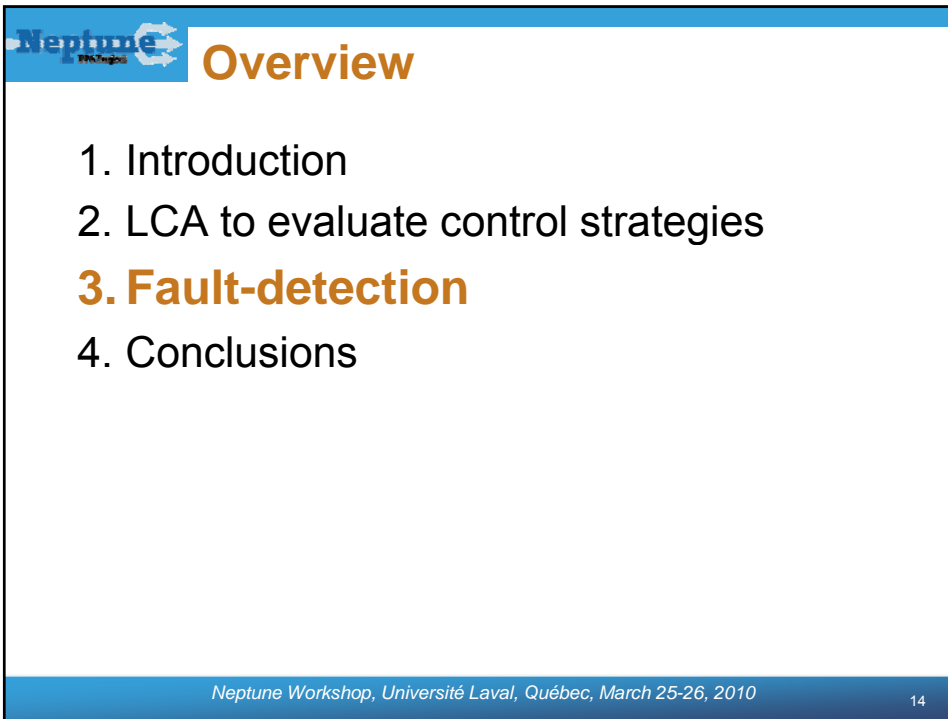 Neptune
Overview
1. Introduction
2. LCA to evaluate control strategies
3. Fault-detection
4. Conclusions
Neptune Workshop, Université Laval, Québec, March 25-26, 2010
14